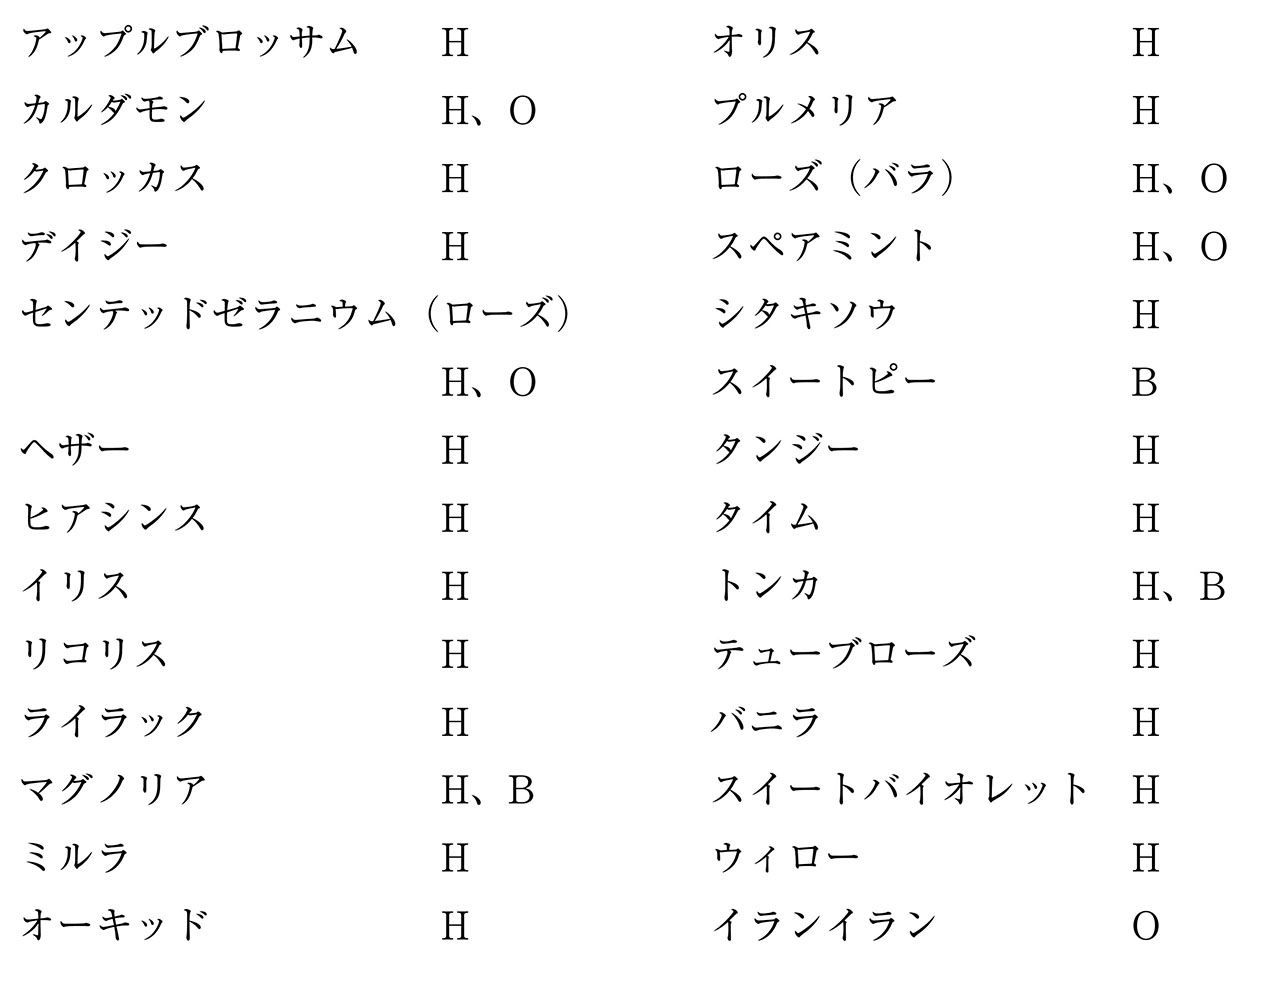 アップルブロッサム　H
カルダモン　H、O
クロッカス　H
デイジー　H
センテッドゼラニウム（ローズ）
H、O
ヘザー　H
ヒアシンス　H
イリス　H
リコリス　H
ライラック　H
マグノリア　H、B
ミルラ　H
オーキッド　H
オリス　H
プルメリア　H
ローズ（バラ）　H、O
スペアミント　H、O
シタキソウ　H
スイートピー　B
タンジー　H
タイム　H
トンカ　H、B
テューブローズ　H
バニラ　H
スイートバイオレット　H
ウィロー　H
イランイラン　O